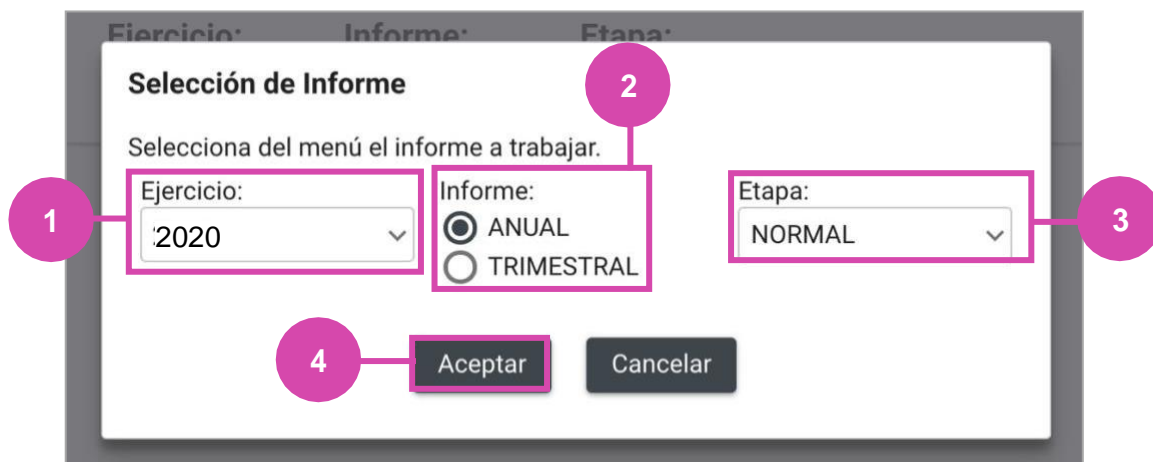 Ejercicio: Informe: Etapa:
Selección de Informe
2
Selecciona del menú el informe a trabajar.
1
Ejercicio:
2020
Informe:
ANUAL
TRIMESTRAL
Etapa:
NORMAL
3
4
Aceptar
Cancelar